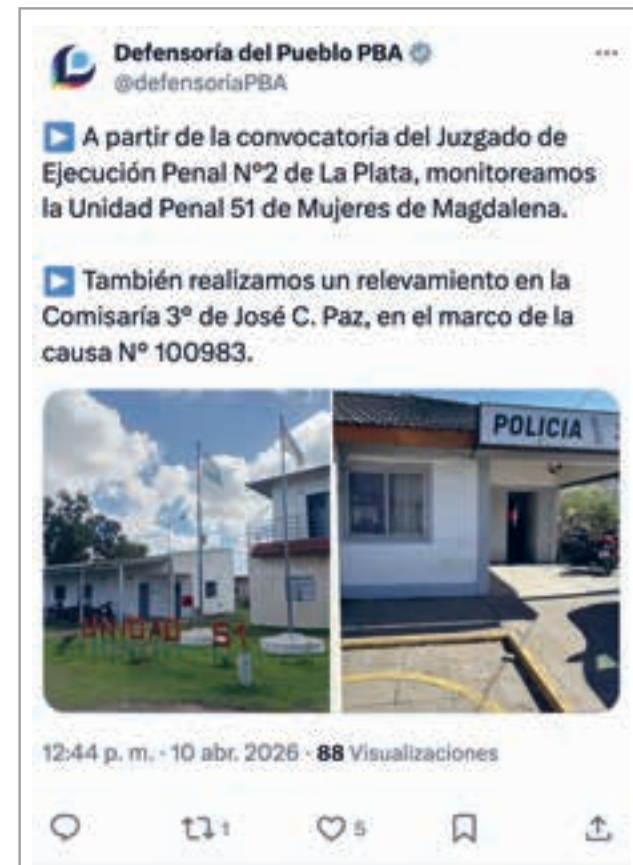 Defensoría del Pueblo PBA
@defensoriaPBA
A partir de la convocatoria del Juzgado de
Ejecución Penal N°2 de La Plata, monitoreamos
la Unidad Penal 51 de Mujeres de Magdalena.
También realizamos un relevamiento en la
Comisaría 3° de José C. Paz, en el marco de la
causa N° 100983.
UNIDAD 51
POLICIA
12:44 p. m. · 10 abr. 2026 · 88 Visualizaciones
1 5